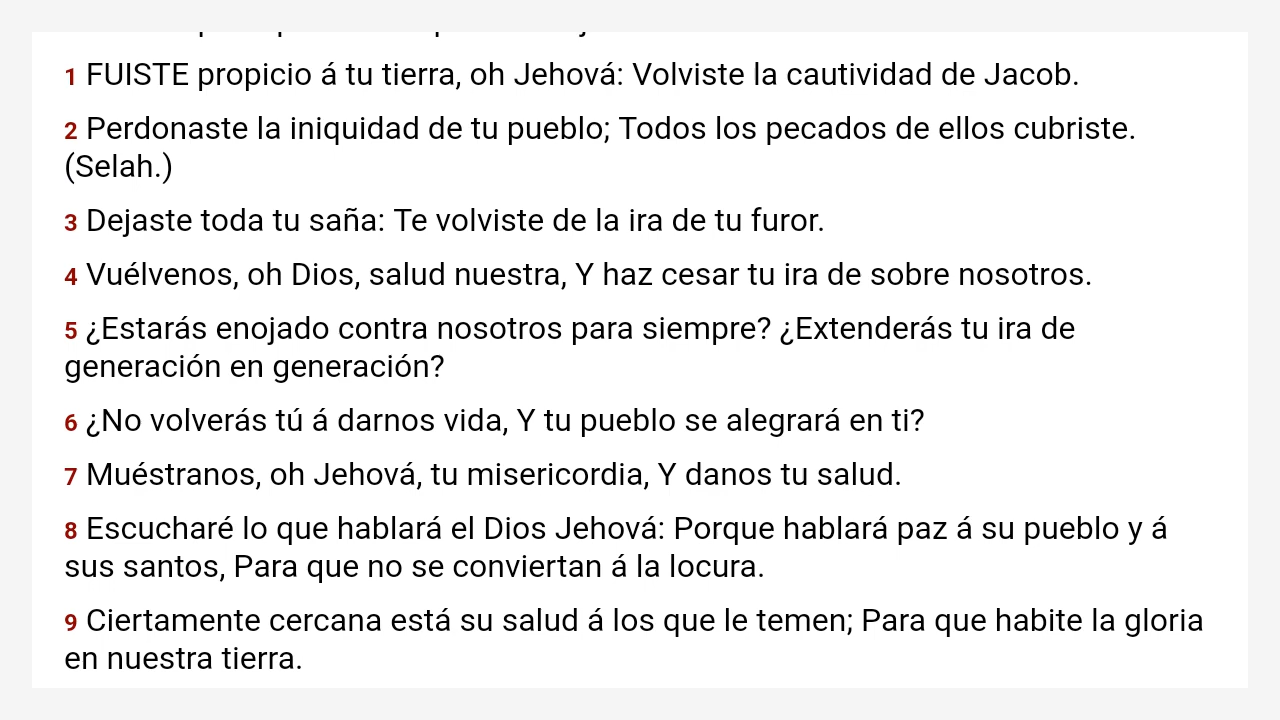 1 FUISTE propicio á tu tierra, oh Jehová: Volviste la cautividad de Jacob.
2 Perdonaste la iniquidad de tu pueblo; Todos los pecados de ellos cubriste.
(Selah.)
3 Dejaste toda tu saña: Te volviste de la ira de tu furor.
4 Vuélvenos, oh Dios, salud nuestra, Y haz cesar tu ira de sobre nosotros.
5 ¿Estarás enojado contra nosotros para siempre? ¿Extenderás tu ira de
generación en generación?
6 ¿No volverás tú á darnos vida, Y tu pueblo se alegrará en ti?
7 Muéstranos, oh Jehová, tu misericordia, Y danos tu salud.
8 Escucharé lo que hablará el Dios Jehová: Porque hablará paz á su pueblo y á
sus santos, Para que no se conviertan á la locura.
9 Ciertamente cercana está su salud á los que le temen; Para que habite la gloria
en nuestra tierra.